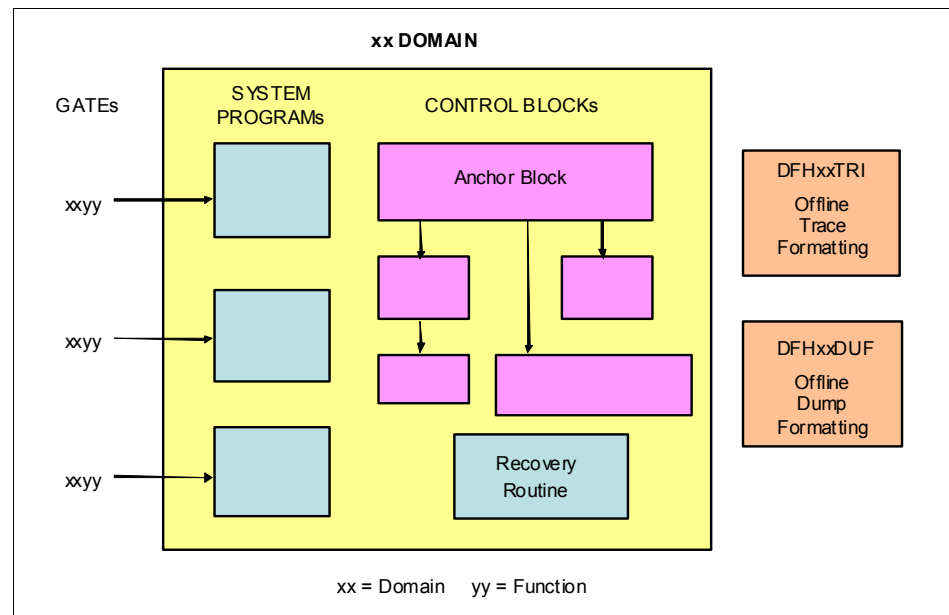 xx DOMAIN
GATEs
SYSTEM
PROGRAMs
CONTROL BLOCKs
Anchor Block
xxyy
xxyy
xxyy
Recovery
Routine
DFHxxTRI
Offline
Trace
Formatting
DFHxxDUF
Offline
Dump
Formatting
xx = Domain yy = Function